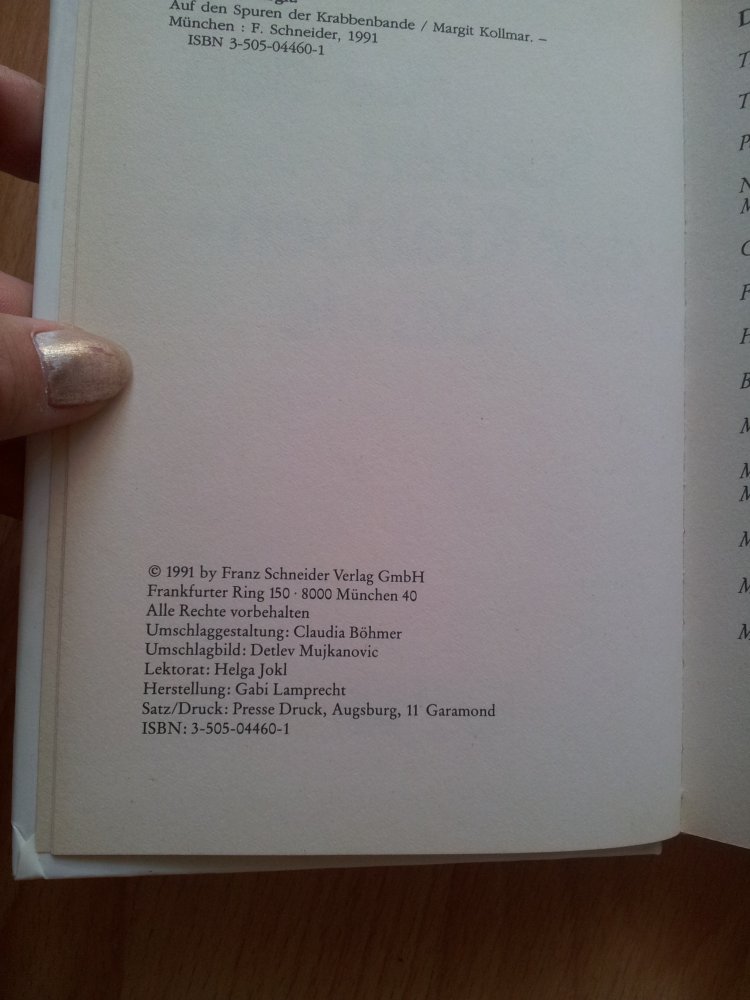 Auf den Spuren der Krabbenbande / Margit Kollmar. –
München : F. Schneider, 1991
ISBN 3-505-04460-1
© 1991 by Franz Schneider Verlag GmbH
Frankfurter Ring 150 · 8000 München 40
Alle Rechte vorbehalten
Umschlaggestaltung: Claudia Böhmer
Umschlagbild: Detlev Mujkanovic
Lektorat: Helga Jokl
Herstellung: Gabi Lamprecht
Satz/Druck: Presse Druck, Augsburg, 11 Garamond
ISBN: 3-505-04460-1